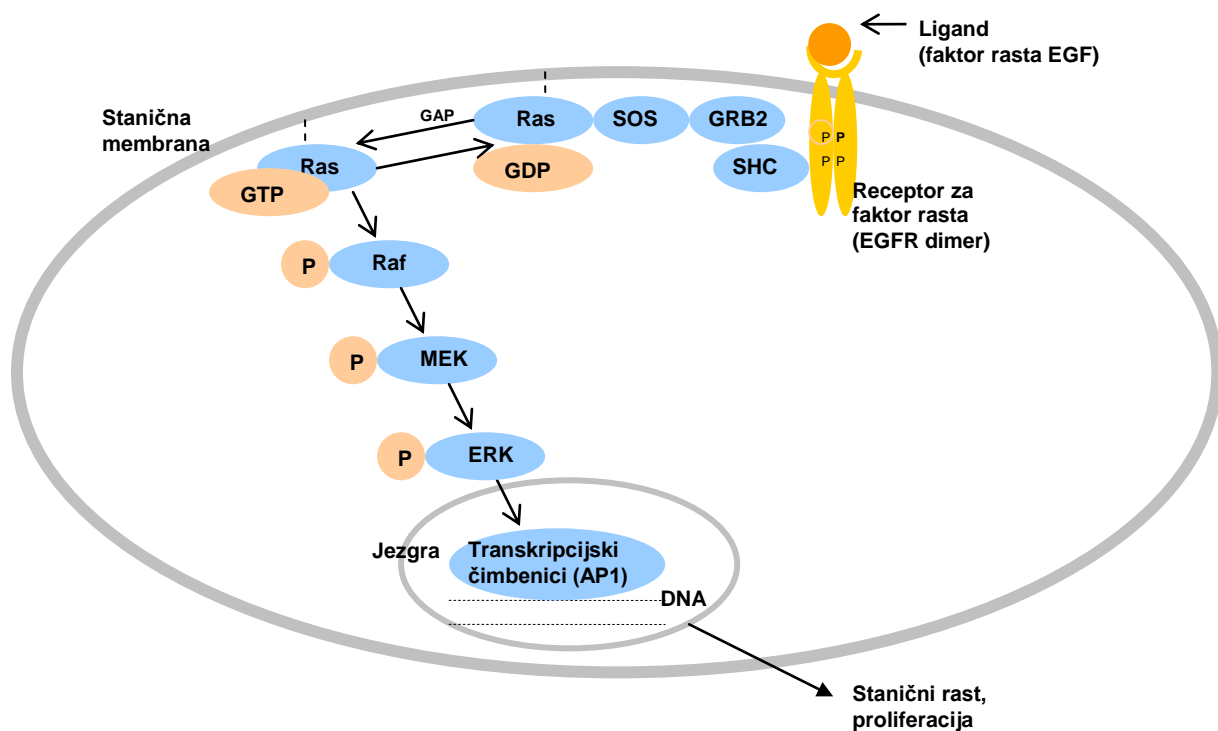 Ligand
(faktor rasta EGF)
Stanična
membrana
GAP
Ras
SOS
GRB2
P P
Ras
GDP
SHC
P P
GTP
Receptor za
faktor rasta
(EGFR dimer)
P
Raf
P
MEK
P
ERK
Jezgra
Transkripcijski
čimbenici (AP1)
DNA
Stanični rast,
proliferacija